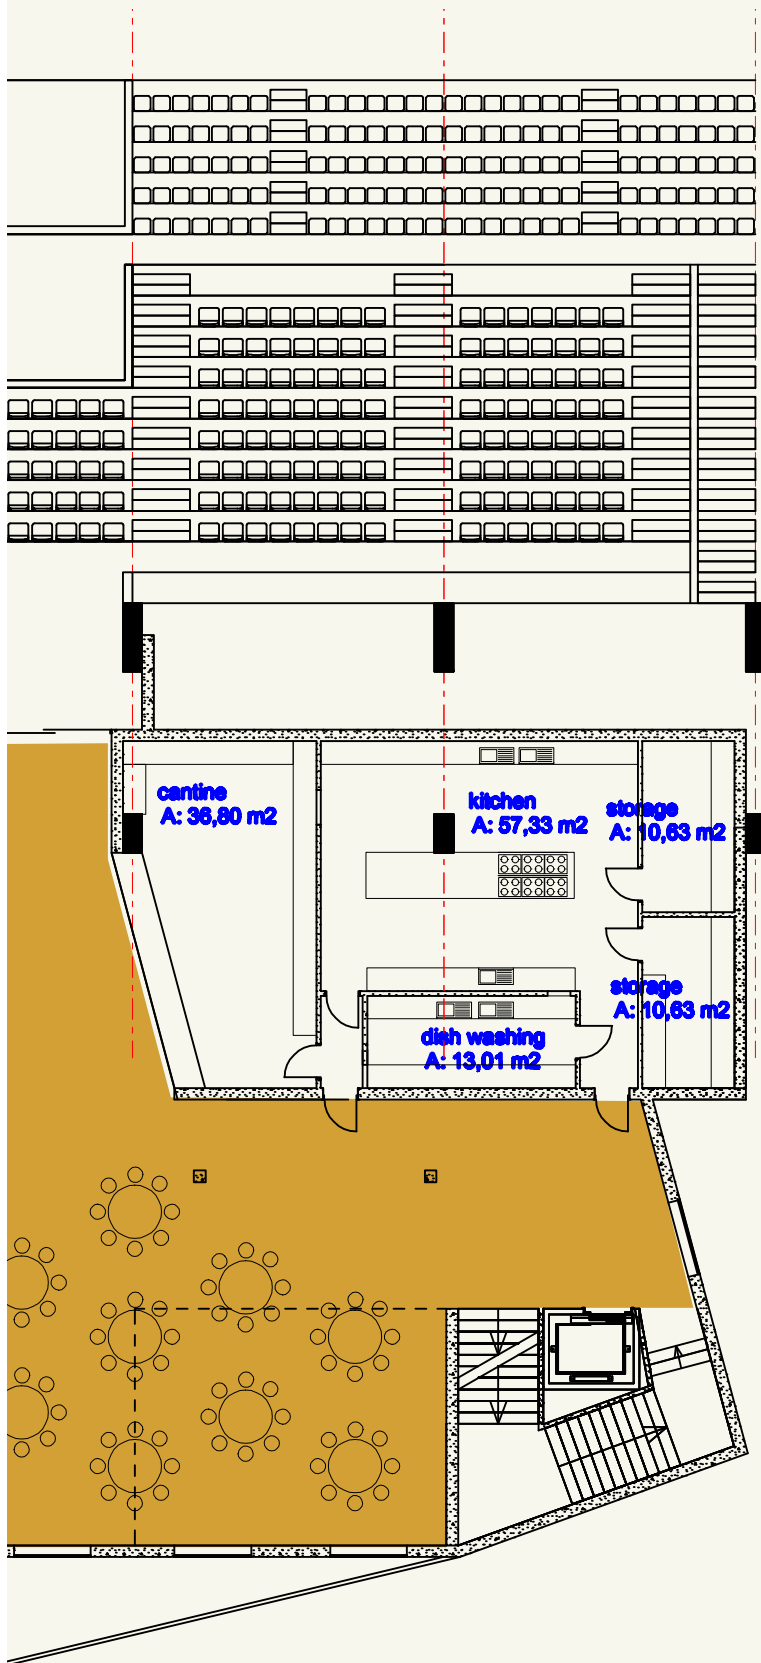 cantine
A: 36,80 m2
kitchen
A: 57,33 m2
storage
A: 10,63 m2
storage
A: 10,63 m2
dish washing
A: 13,01 m2